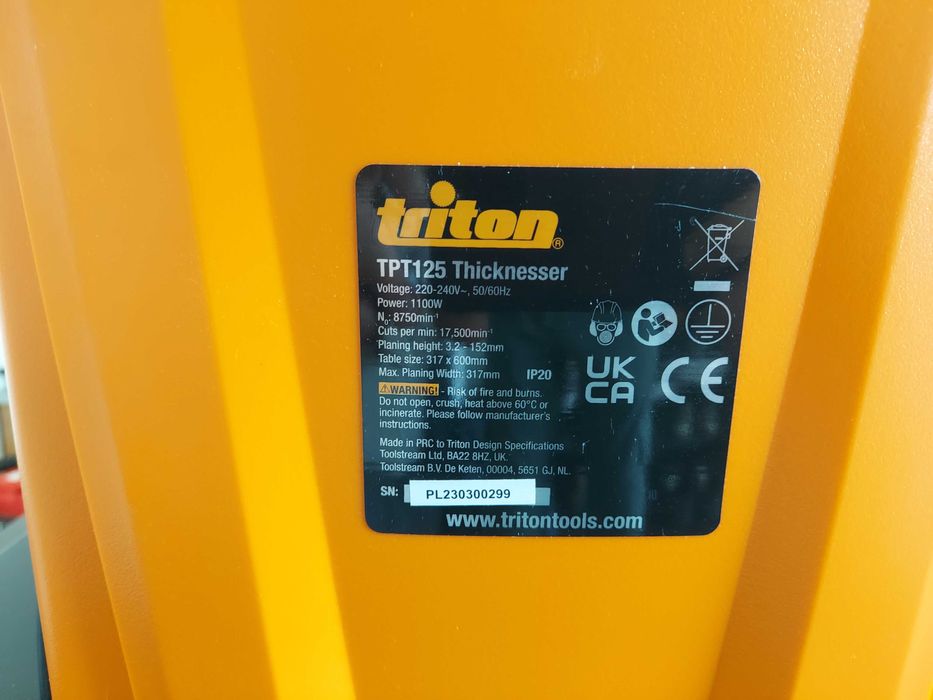 triton®
TPT125 Thicknesser
Voltage: 220-240V~, 50/60Hz
Power: 1100W
N₀: 8750min⁻¹
Cuts per min: 17,500min⁻¹
Planing height: 3.2 - 152mm
Table size: 317 x 600mm
Max. Planing Width: 317mm IP20
UK
CA CE
⚠WARNING! - Risk of fire and burns.
Do not open, crush, heat above 60°C or
incinerate. Please follow manufacturer's
instructions.
Made in PRC to Triton Design Specifications
Toolstream Ltd, BA22 8HZ, UK.
Toolstream B.V. De Keten, 00004, 5651 GJ, NL.
SN: PL230300299
www.tritontools.com